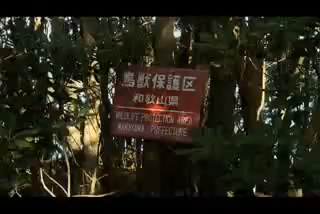 鳥獣保護区
和歌山県
WILDLIFE PROTECTION AREA
WAKAYAMA PREFECTURE